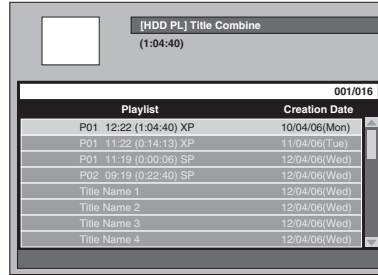 [HDD PL] Title Combine
(1:04:40)
001/016
Playlist Creation Date
P01 12:22 (1:04:40) XP 10/04/06(Mon)
P01 11:22 (0:14:13) XP 11/04/06(Tue)
P01 11:19 (0:00:06) SP 12/04/06(Wed)
P02 09:19 (0:22:40) SP 12/04/06(Wed)
Title Name 1 12/04/06(Wed)
Title Name 2 12/04/06(Wed)
Title Name 3 12/04/06(Wed)
Title Name 4 12/04/06(Wed)